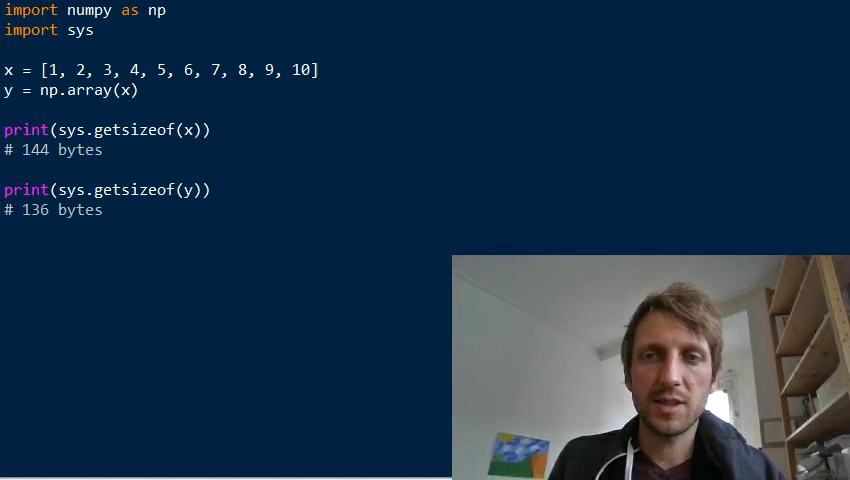 import numpy as np
import sys
x = [1, 2, 3, 4, 5, 6, 7, 8, 9, 10]
y = np.array(x)
print(sys.getsizeof(x))
# 144 bytes
print(sys.getsizeof(y))
# 136 bytes